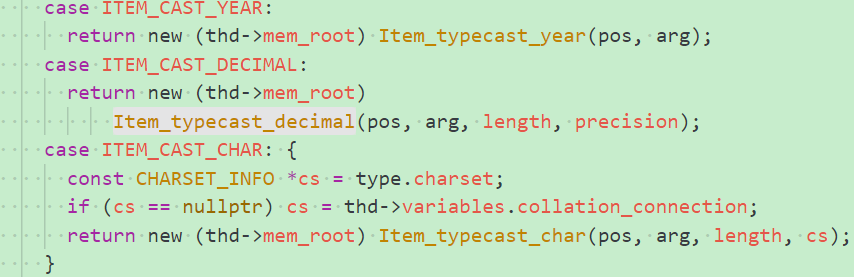 case ITEM_CAST_YEAR:
return new (thd->mem_root) Item_typecast_year(pos, arg);
case ITEM_CAST_DECIMAL:
return new (thd->mem_root)
Item_typecast_decimal(pos, arg, length, precision);
case ITEM_CAST_CHAR: {
const CHARSET_INFO *cs = type.charset;
if (cs == nullptr) cs = thd->variables.collation_connection;
return new (thd->mem_root) Item_typecast_char(pos, arg, length, cs);
}